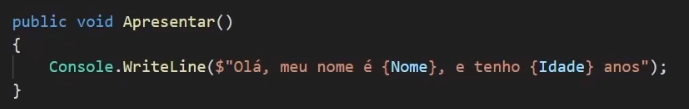 public void Apresentar()
{
    Console.WriteLine($"Olá, meu nome é {Nome}, e tenho {Idade} anos");
}